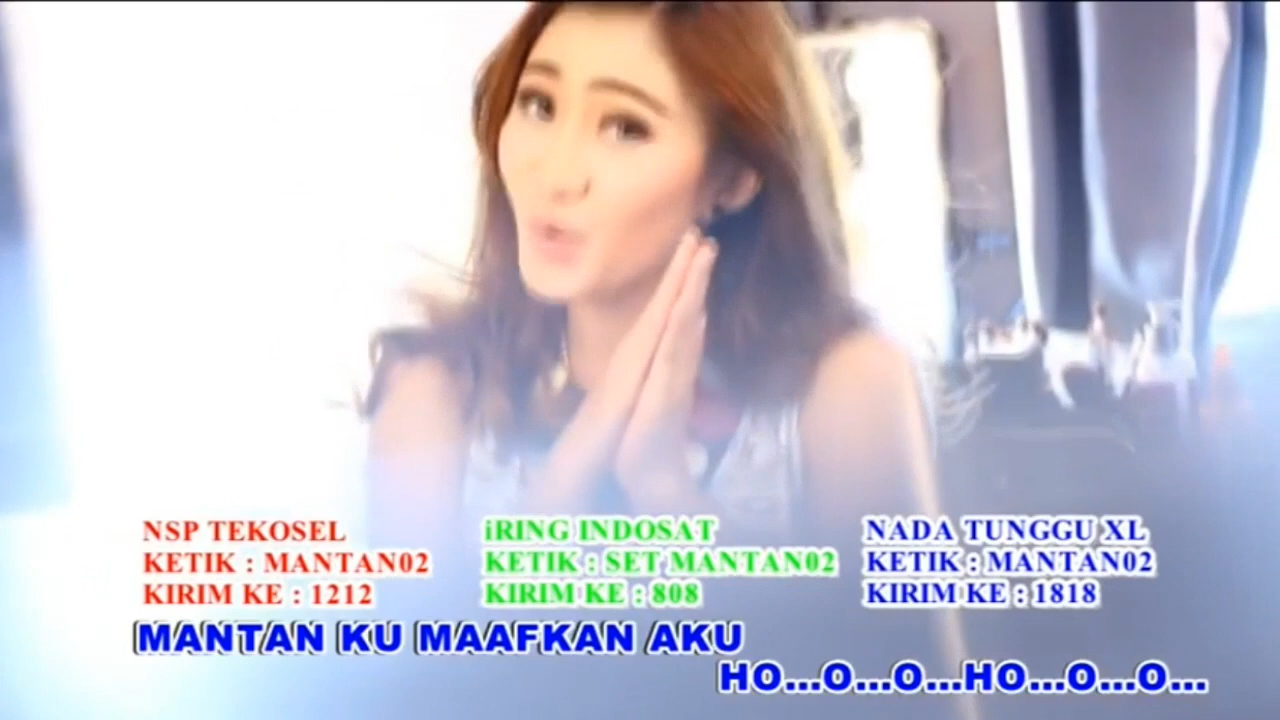 NSP TEKOSEL
KETIK : MANTAN02
KIRIM KE : 1212
iRING INDOSAT
KETIK : SET MANTAN02
KIRIM KE : 808
NADA TUNGGU XL
KETIK : MANTAN02
KIRIM KE : 1818
MANTAN KU MAAFKAN AKU
HO...O...O...HO...O...O...